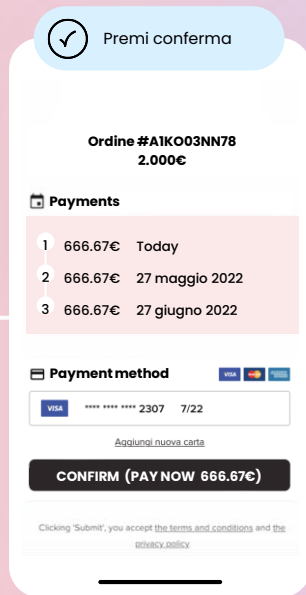 Premi conferma
Ordine #A1KO03NN78
2.000€
Payments
1 666.67€ Today
2 666.67€ 27 maggio 2022
3 666.67€ 27 giugno 2022
Payment method VISA
VISA **** **** **** 2307 7/22
Aggiungi nuova carta
CONFIRM (PAY NOW 666.67€)
Clicking 'Submit', you accept the terms and conditions and the
privacy policy